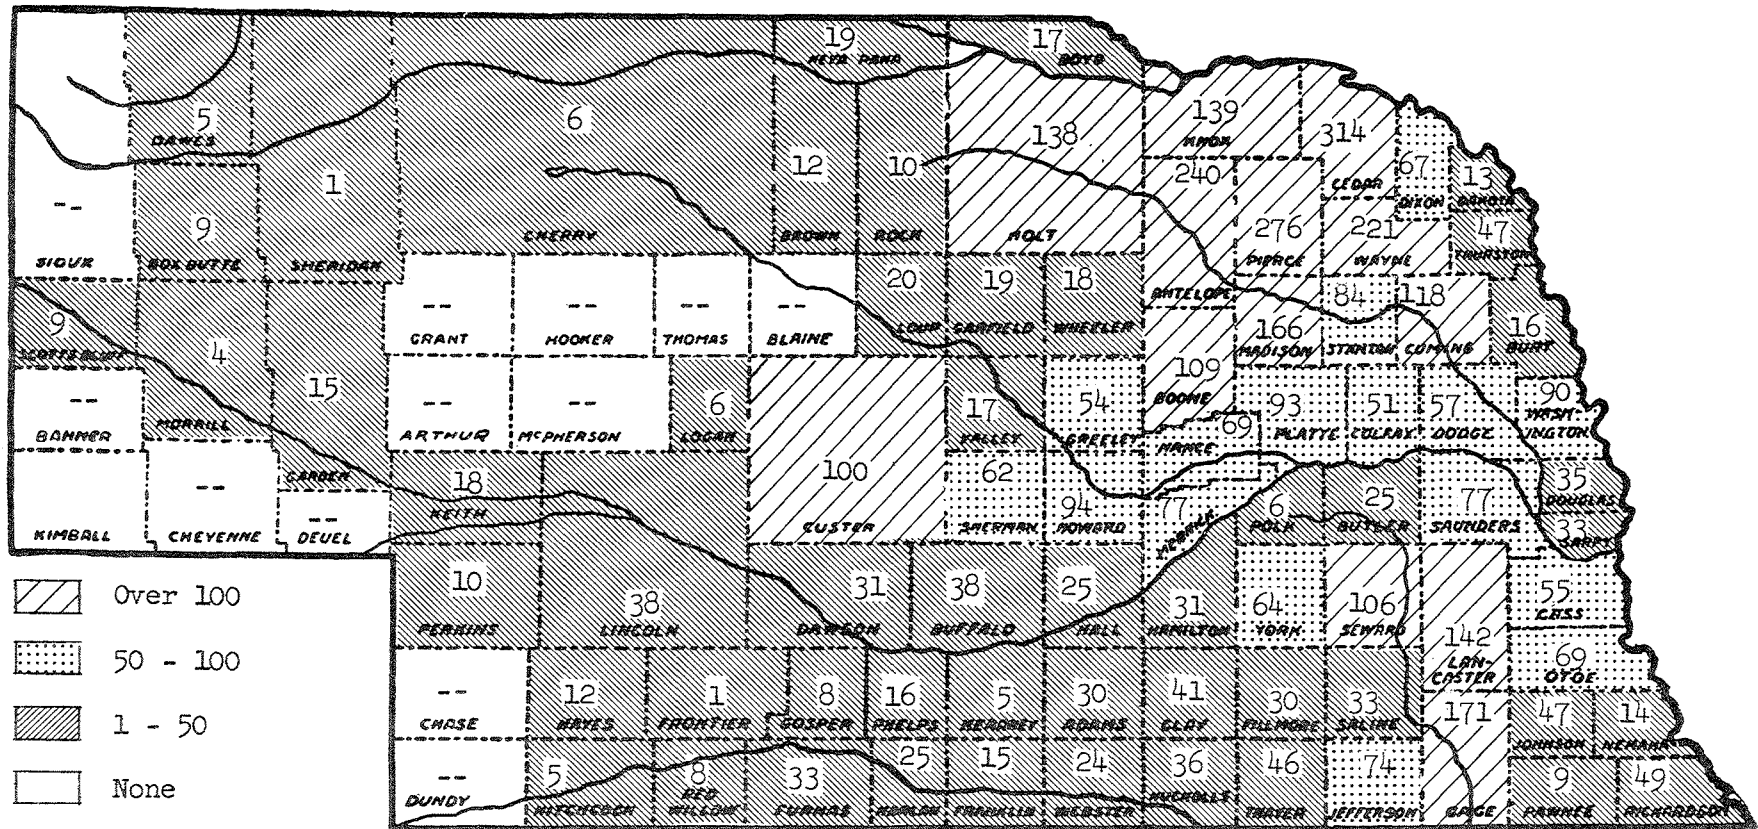 19
KEYA PAHA
17
BOYD
5
DAWES
6
CHERRY
139
KNOX
314
CEDAR
138
HOLT
12
BROWN
10
ROCK
67
DIXON
13
DAKOTA
240
ANTELOPE
1
SHERIDAN
--
SIOUX
9
BOX BUTTE
276
PIERCE
221
WAYNE
47
THURSTON
20
LOUP
19
GARFIELD
18
WHEELER
84
STANTON
118
CUMING
--
GRANT
--
HOOKER
--
THOMAS
--
BLAINE
9
SCOTTS BLUFF
4
MORRILL
166
MADISON
16
BURT
15
GARDEN
109
BOONE
--
BANNER
--
ARTHUR
--
McPHERSON
6
LOGAN
17
VALLEY
54
GREELEY
69
NANCE
93
PLATTE
51
COLFAX
57
DODGE
90
WASH-
INGTON
100
CUSTER
62
SHERMAN
94
HOWARD
77
MERRICK
6
POLK
25
BUTLER
77
SAUNDERS
35
DOUGLAS
33
SARPY
18
KEITH
KIMBALL
--
CHEYENNE
--
DEUEL
10
PERKINS
38
LINCOLN
31
DAWSON
38
BUFFALO
25
HALL
31
HAMILTON
64
YORK
106
SEWARD
142
LAN-
CASTER
55
CASS
69
OTOE
--
CHASE
12
HAYES
1
FRONTIER
8
GOSPER
16
PHELPS
5
KEARNEY
30
ADAMS
41
CLAY
30
FILLMORE
33
SALINE
171
GAGE
47
JOHNSON
14
NEMAHA
--
DUNDY
5
HITCHCOCK
8
RED
WILLOW
33
FURNAS
25
HARLAN
15
FRANKLIN
24
WEBSTER
36
NUCKOLLS
46
THAYER
74
JEFFERSON
9
PAWNEE
49
RICHARDSON
Over 100
50 - 100
1 - 50
None